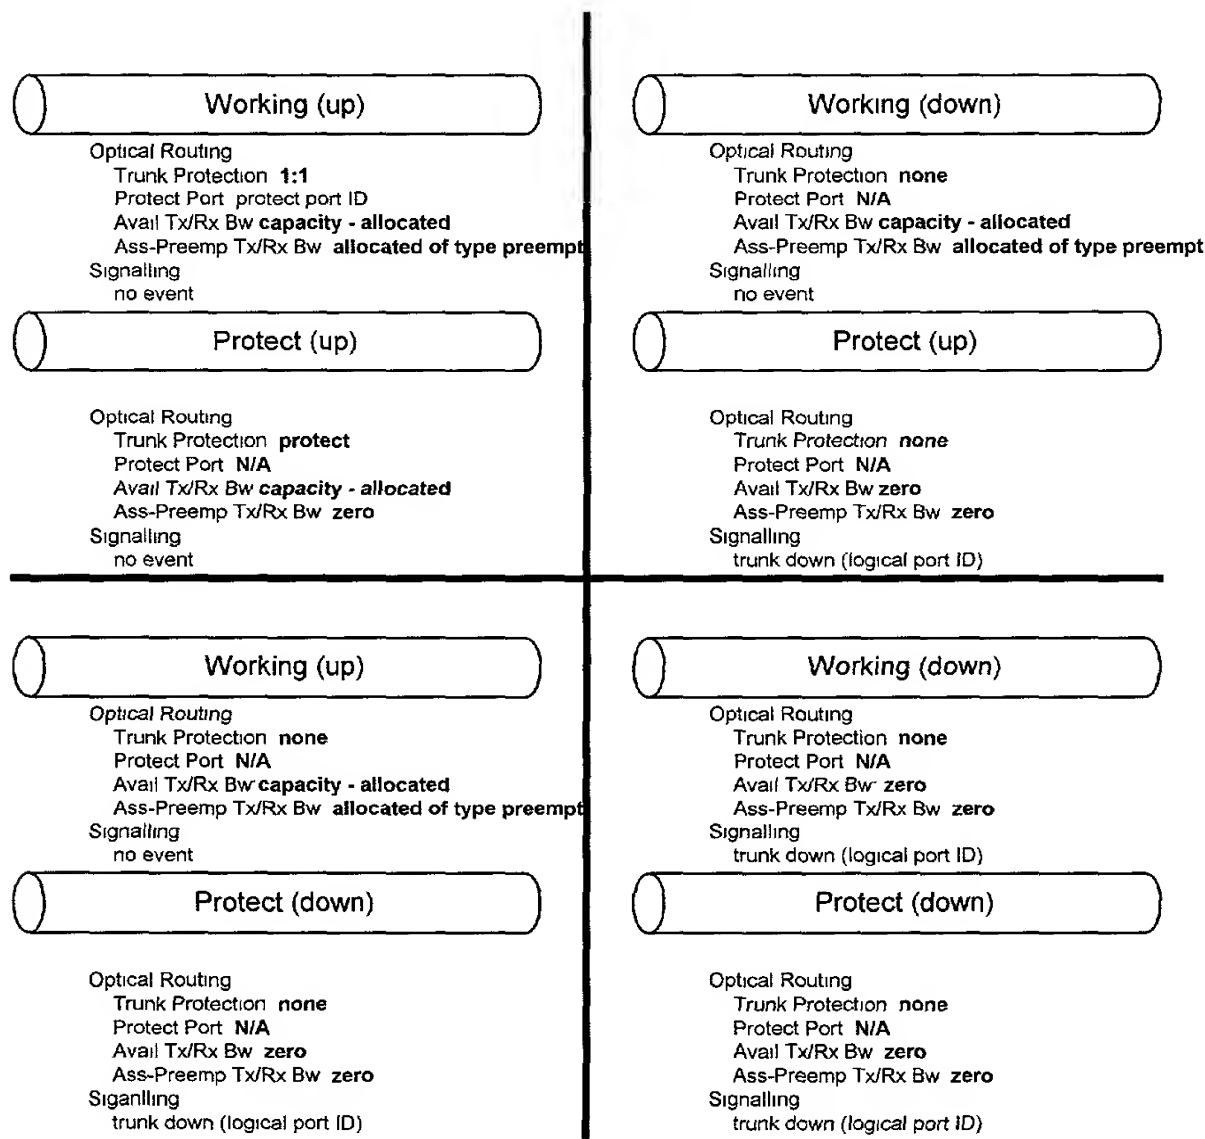 Working (up)
Optical Routing
Trunk Protection 1:1
Protect Port protect port ID
Avail Tx/Rx Bw capacity - allocated
Ass-Preemp Tx/Rx Bw allocated of type preempt
Signalling
no event
Protect (up)
Optical Routing
Trunk Protection protect
Protect Port N/A
Avail Tx/Rx Bw capacity - allocated
Ass-Preemp Tx/Rx Bw zero
Signalling
no event
Working (down)
Optical Routing
Trunk Protection none
Protect Port N/A
Avail Tx/Rx Bw capacity - allocated
Ass-Preemp Tx/Rx Bw allocated of type preempt
Signalling
no event
Protect (up)
Optical Routing
Trunk Protection none
Protect Port N/A
Avail Tx/Rx Bw zero
Ass-Preemp Tx/Rx Bw zero
Signalling
trunk down (logical port ID)
Working (up)
Optical Routing
Trunk Protection none
Protect Port N/A
Avail Tx/Rx Bw capacity - allocated
Ass-Preemp Tx/Rx Bw allocated of type preempt
Signalling
no event
Protect (down)
Optical Routing
Trunk Protection none
Protect Port N/A
Avail Tx/Rx Bw zero
Ass-Preemp Tx/Rx Bw zero
Siganlling
trunk down (logical port ID)
Working (down)
Optical Routing
Trunk Protection none
Protect Port N/A
Avail Tx/Rx Bw zero
Ass-Preemp Tx/Rx Bw zero
Signalling
trunk down (logical port ID)
Protect (down)
Optical Routing
Trunk Protection none
Protect Port N/A
Avail Tx/Rx Bw zero
Ass-Preemp Tx/Rx Bw zero
Signalling
trunk down (logical port ID)